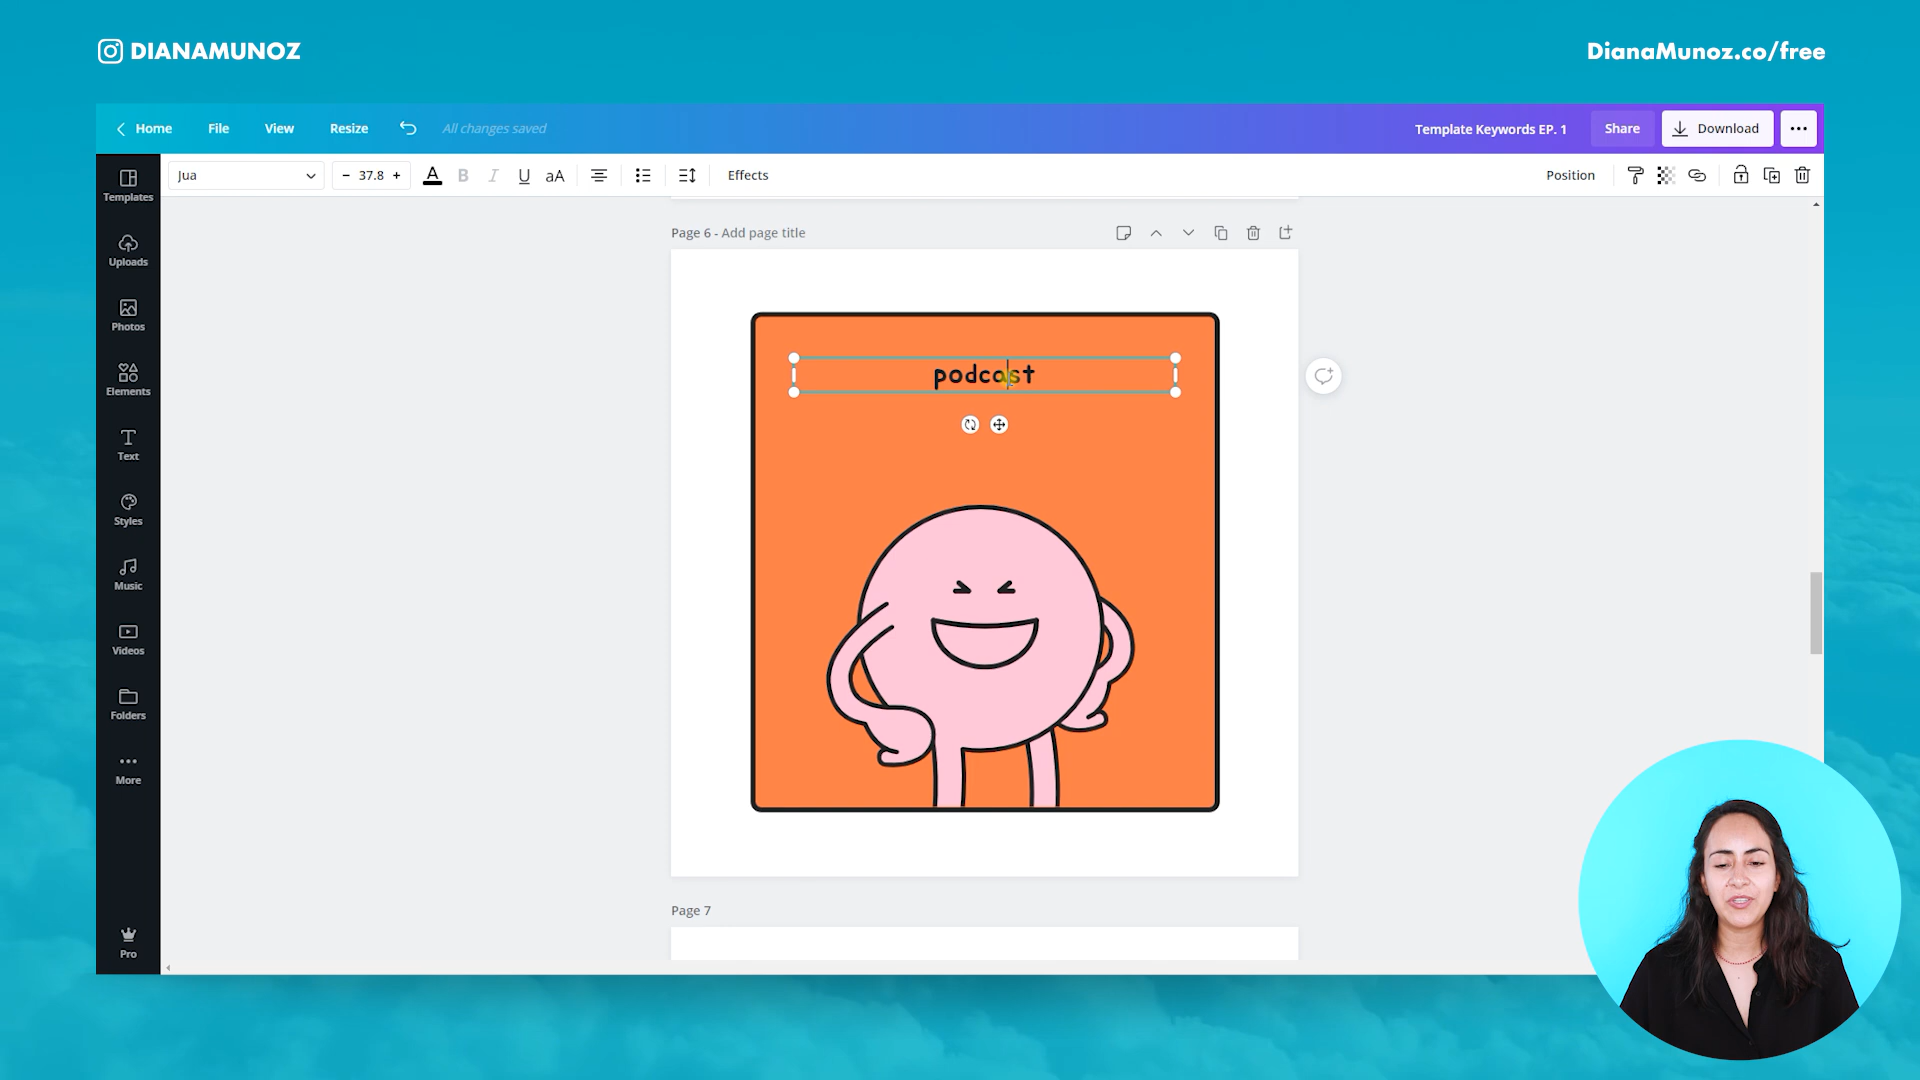 DIANAMUNOZ
DianaMunoz.co/free
Home File View Resize All changes saved Template Keywords EP. 1 Share Download
Jua 37.8 A B I U aA Effects Position
Templates
Uploads
Photos
Elements
Text
Styles
Music
Videos
Folders
More
Pro
Page 6 - Add page title
podcast
Page 7